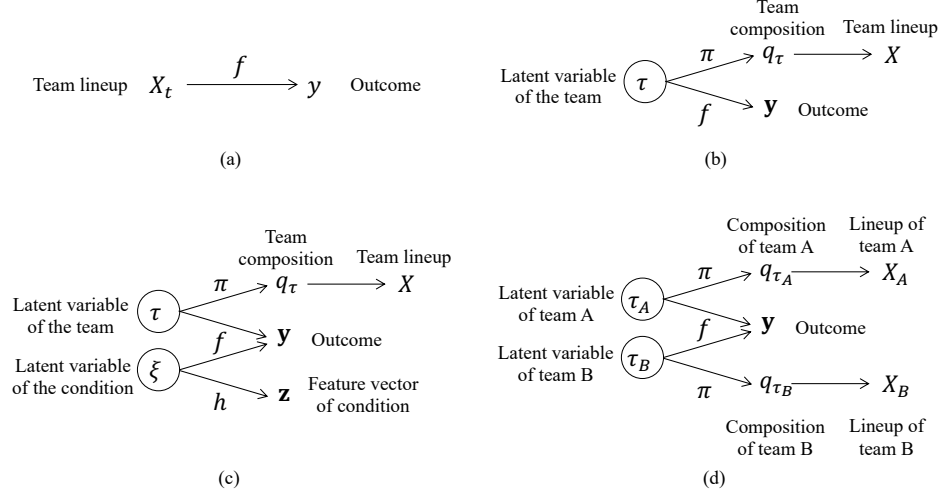 Team lineup X_t f y Outcome
(a)
Team
composition Team lineup
π q_τ X
Latent variable
of the team τ
f y Outcome
(b)
Team
composition Team lineup
π q_τ X
Latent variable
of the team τ
f y Outcome
Latent variable
of the condition ξ
h z Feature vector
of condition
(c)
Composition
of team A
Lineup of
team A
π q_τ_A X_A
Latent variable
of team A τ_A
f y Outcome
Latent variable
of team B τ_B
π q_τ_B X_B
Composition
of team B
Lineup of
team B
(d)